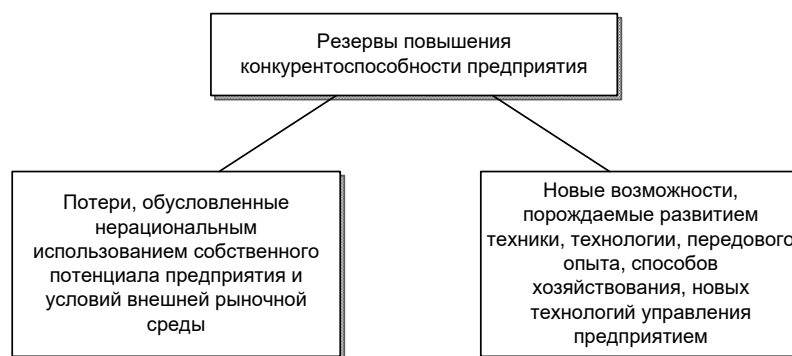 Резервы повышения
конкурентоспособности предприятия
Потери, обусловленные
нерациональным
использованием собственного
потенциала предприятия и
условий внешней рыночной
среды
Новые возможности,
порождаемые развитием
техники, технологии, передового
опыта, способов
хозяйствования, новых
технологий управления
предприятием